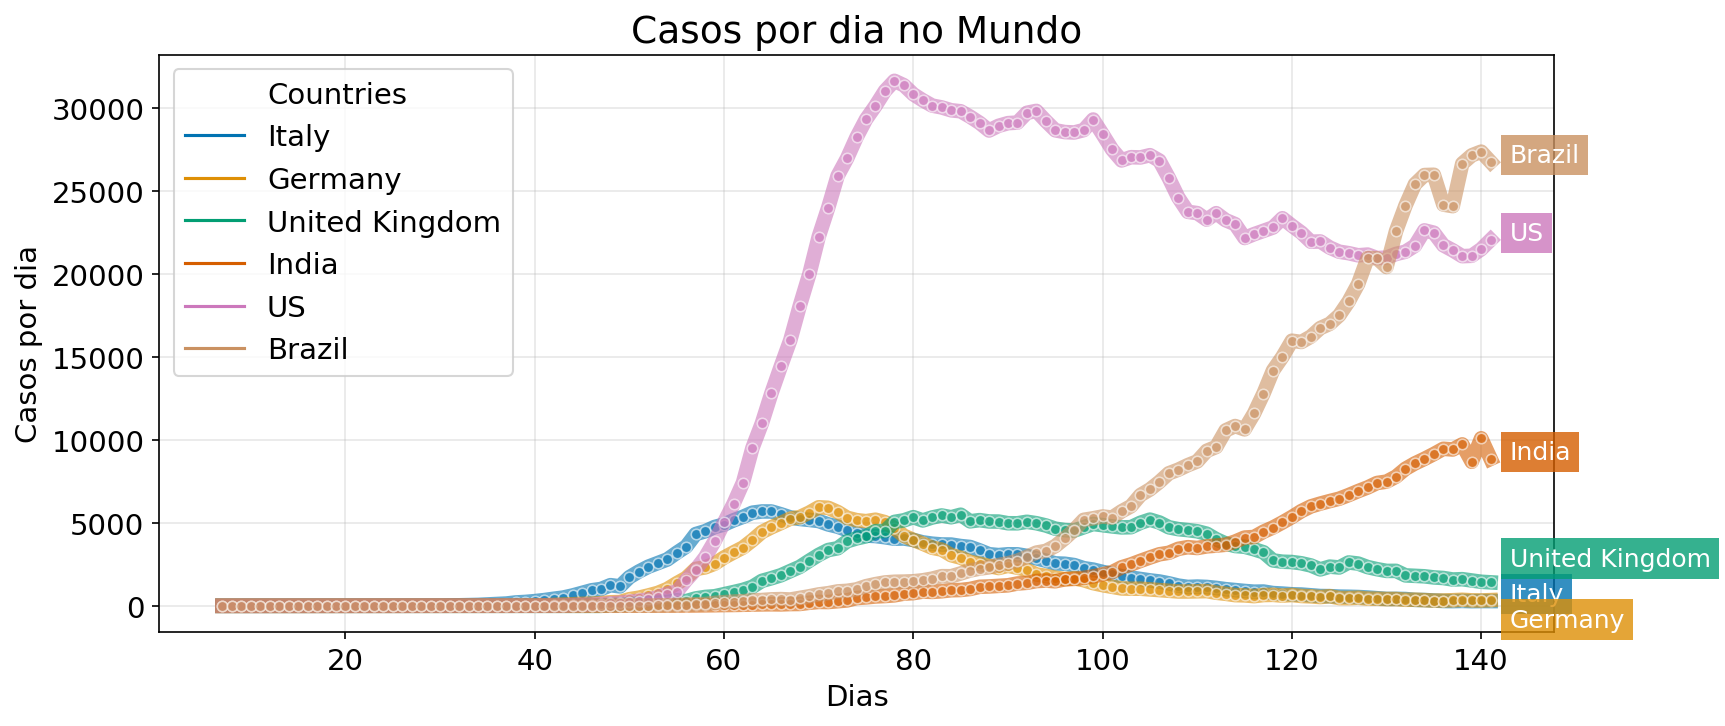 Casos por dia no Mundo
Casos por dia
30000
25000
20000
15000
10000
5000
0
Countries
Italy
Germany
United Kingdom
India
US
Brazil
Brazil
US
India
United Kingdom
Italy
Germany
20 40 60 80 100 120 140
Dias